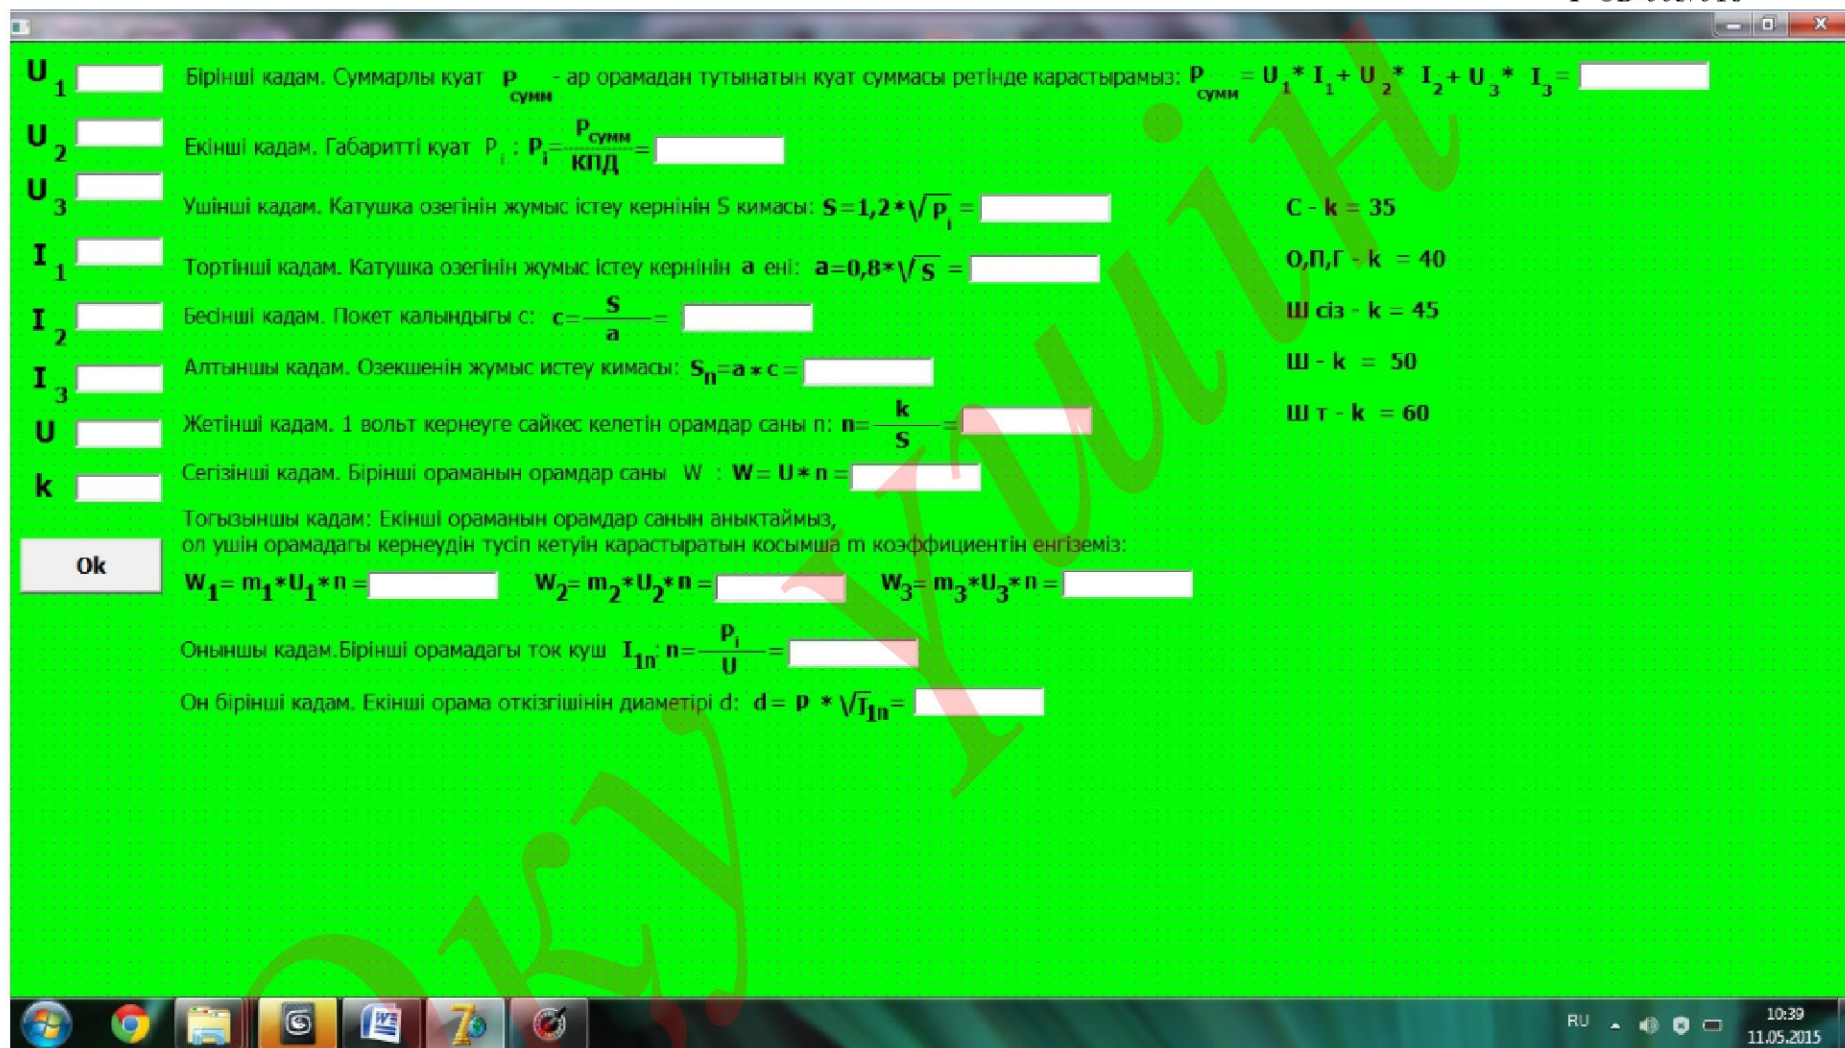 U1 Бірінші кадам. Суммарлы куат Pсумм - ар орамадан тутынатын куат суммасы ретінде карастырамыз: Pсумм = U1* I1+ U2* I2+ U3* I3=
U2 Екінші кадам. Габаритті куат Pi : Pi=Pсумм/КПД=
U3 Ушінші кадам. Катушка озегінін жумыс істеу кернінін S кимасы: S=1,2*√Pi =
C - k = 35
I1 Тортінші кадам. Катушка озегінін жумыс істеу кернінін a ені: a=0,8*√S =
О,П,Г - k = 40
I2 Бесінші кадам. Покет калындыгы с: c=S/a=
Ш сіз - k = 45
I3 Алтыншы кадам. Озекшенін жумыс истеу кимасы: Sn=a*c=
Ш - k = 50
U Жетінші кадам. 1 вольт кернеуге сайкес келетін орамдар саны n: n=k/S=
Ш т - k = 60
k Сегізінші кадам. Бірінші ораманын орамдар саны W : W= U*n=
Тогызыншы кадам: Екінші ораманын орамдар санын аныктаймыз,
ол ушін орамадагы кернеудін тусіп кетуін карастыратын косымша m коэффициентін енгіземіз:
Ok
W1= m1*U1*n= W2= m2*U2*n= W3= m3*U3*n=
Оныншы кадам.Бірінші орамадагы ток куш I1n: n=Pi/U=
Он бірінші кадам. Екінші орама откізгішінін диаметірі d: d= p *√I1n=
Оқу үшін
RU 10:39
11.05.2015